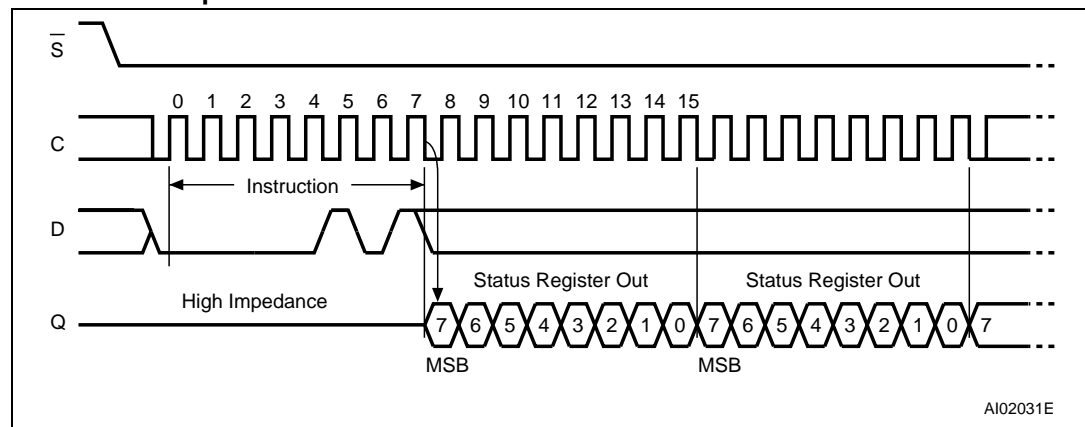 S
0 1 2 3 4 5 6 7 8 9 10 11 12 13 14 15
C
Instruction
D
Status Register Out Status Register Out
High Impedance
Q 7 6 5 4 3 2 1 0 7 6 5 4 3 2 1 0 7
MSB MSB
AI02031E